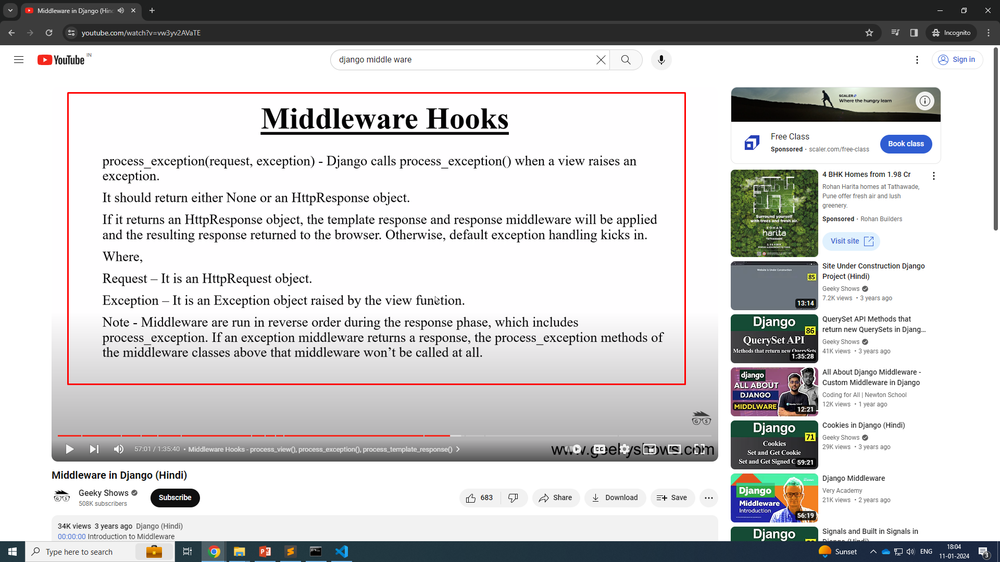 Middleware in Django (Hin
youtube.com/watch?v=vw3yv2AVaTE
Incognito
YouTube IN
django middle ware
Sign in
Middleware Hooks
process_exception(request, exception) - Django calls process_exception() when a view raises an
exception.
It should return either None or an HttpResponse object.
If it returns an HttpResponse object, the template response and response middleware will be applied
and the resulting response returned to the browser. Otherwise, default exception handling kicks in.
Where,
Request – It is an HttpRequest object.
Exception – It is an Exception object raised by the view function.
Note - Middleware are run in reverse order during the response phase, which includes
process_exception. If an exception middleware returns a response, the process_exception methods of
the middleware classes above that middleware won't be called at all.
GS
www.geekyshows.com
57:01 / 1:35:40 • Middleware Hooks - process_view(), process_exception(), process_template_response()
Middleware in Django (Hindi)
GS
Geeky Shows
508K subscribers
Subscribe
683
Share
Download
Save
34K views 3 years ago Django (Hindi)
00:00:00 Introduction to Middleware
SCALER
Where the hungry learn
Free Class
Sponsored · scaler.com/free-class
Book class
Surround yourself
with trees and fresh air.
ROHAN
harita
TATHAWADE
4 BHK Homes from 1.98 Cr
Rohan Harita homes at Tathawade,
Pune offer fresh air and lush
greenery.
Sponsored · Rohan Builders
Visit site
Website is Under Construction
85
13:14
Site Under Construction Django
Project (Hindi)
Geeky Shows
7.2K views • 3 years ago
Django
86
QuerySet API
Methods that return new QuerySets
1:35:28
QuerySet API Methods that
return new QuerySets in Djang...
Geeky Shows
41K views • 3 years ago
django
ALL ABOUT
DJANGO
MIDDLWARE
12:21
All About Django Middleware -
Custom Middleware in Django
Coding for All | Newton School
12K views • 1 year ago
Django
71
Cookies
Set and Get Cookie
Set and Get Signed C
59:21
Cookies in Django (Hindi)
Geeky Shows
29K views • 3 years ago
Django
Middleware
Introduction
56:19
Django Middleware
Very Academy
21K views • 2 years ago
Django
Signals and Built in Signals in
Django (Hindi)
Type here to search
Sunset
ENG
18:04
11-01-2024
3